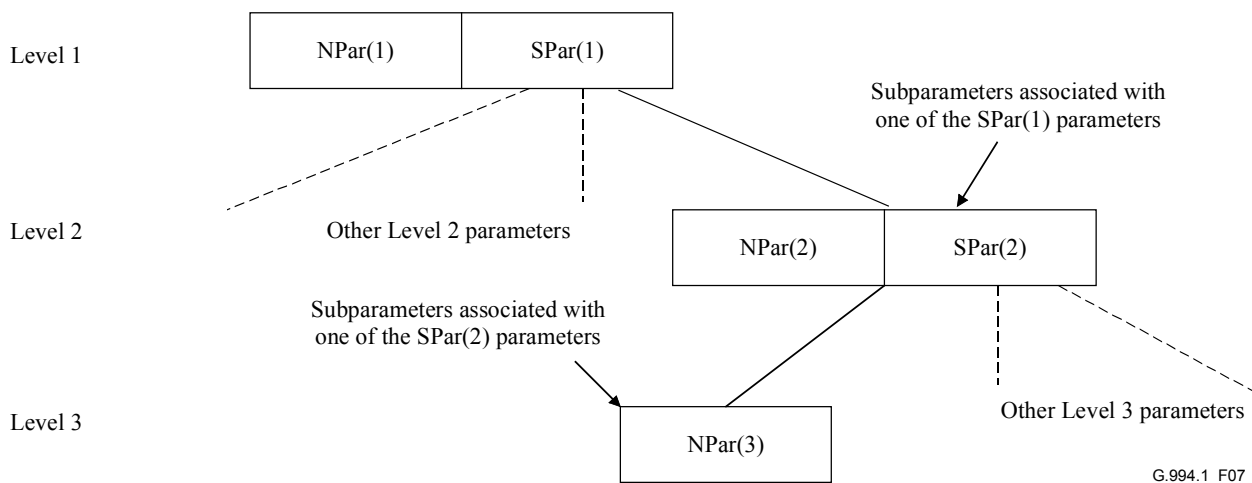 Level 1
NPar(1)
SPar(1)
Subparameters associated with
one of the SPar(1) parameters
Level 2
Other Level 2 parameters
NPar(2)
SPar(2)
Subparameters associated with
one of the SPar(2) parameters
Level 3
Other Level 3 parameters
NPar(3)
G.994.1_F07